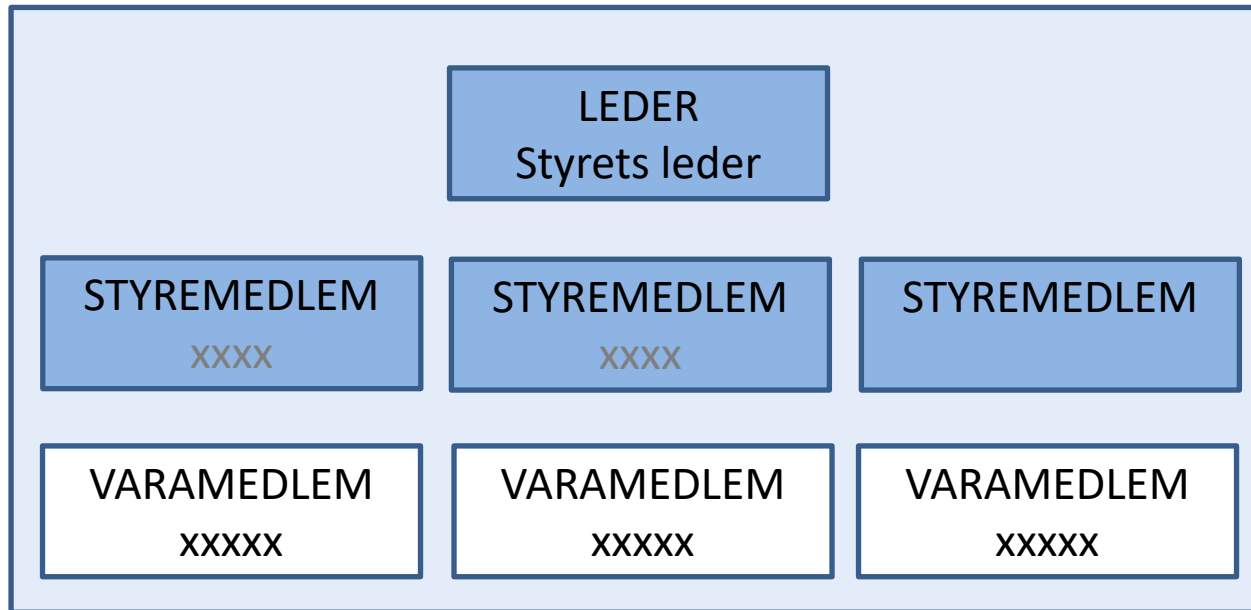 LEDER
Styrets leder
STYREMEDLEM
xxxx
STYREMEDLEM
xxxx
STYREMEDLEM
VARAMEDLEM
xxxxx
VARAMEDLEM
xxxxx
VARAMEDLEM
xxxxx